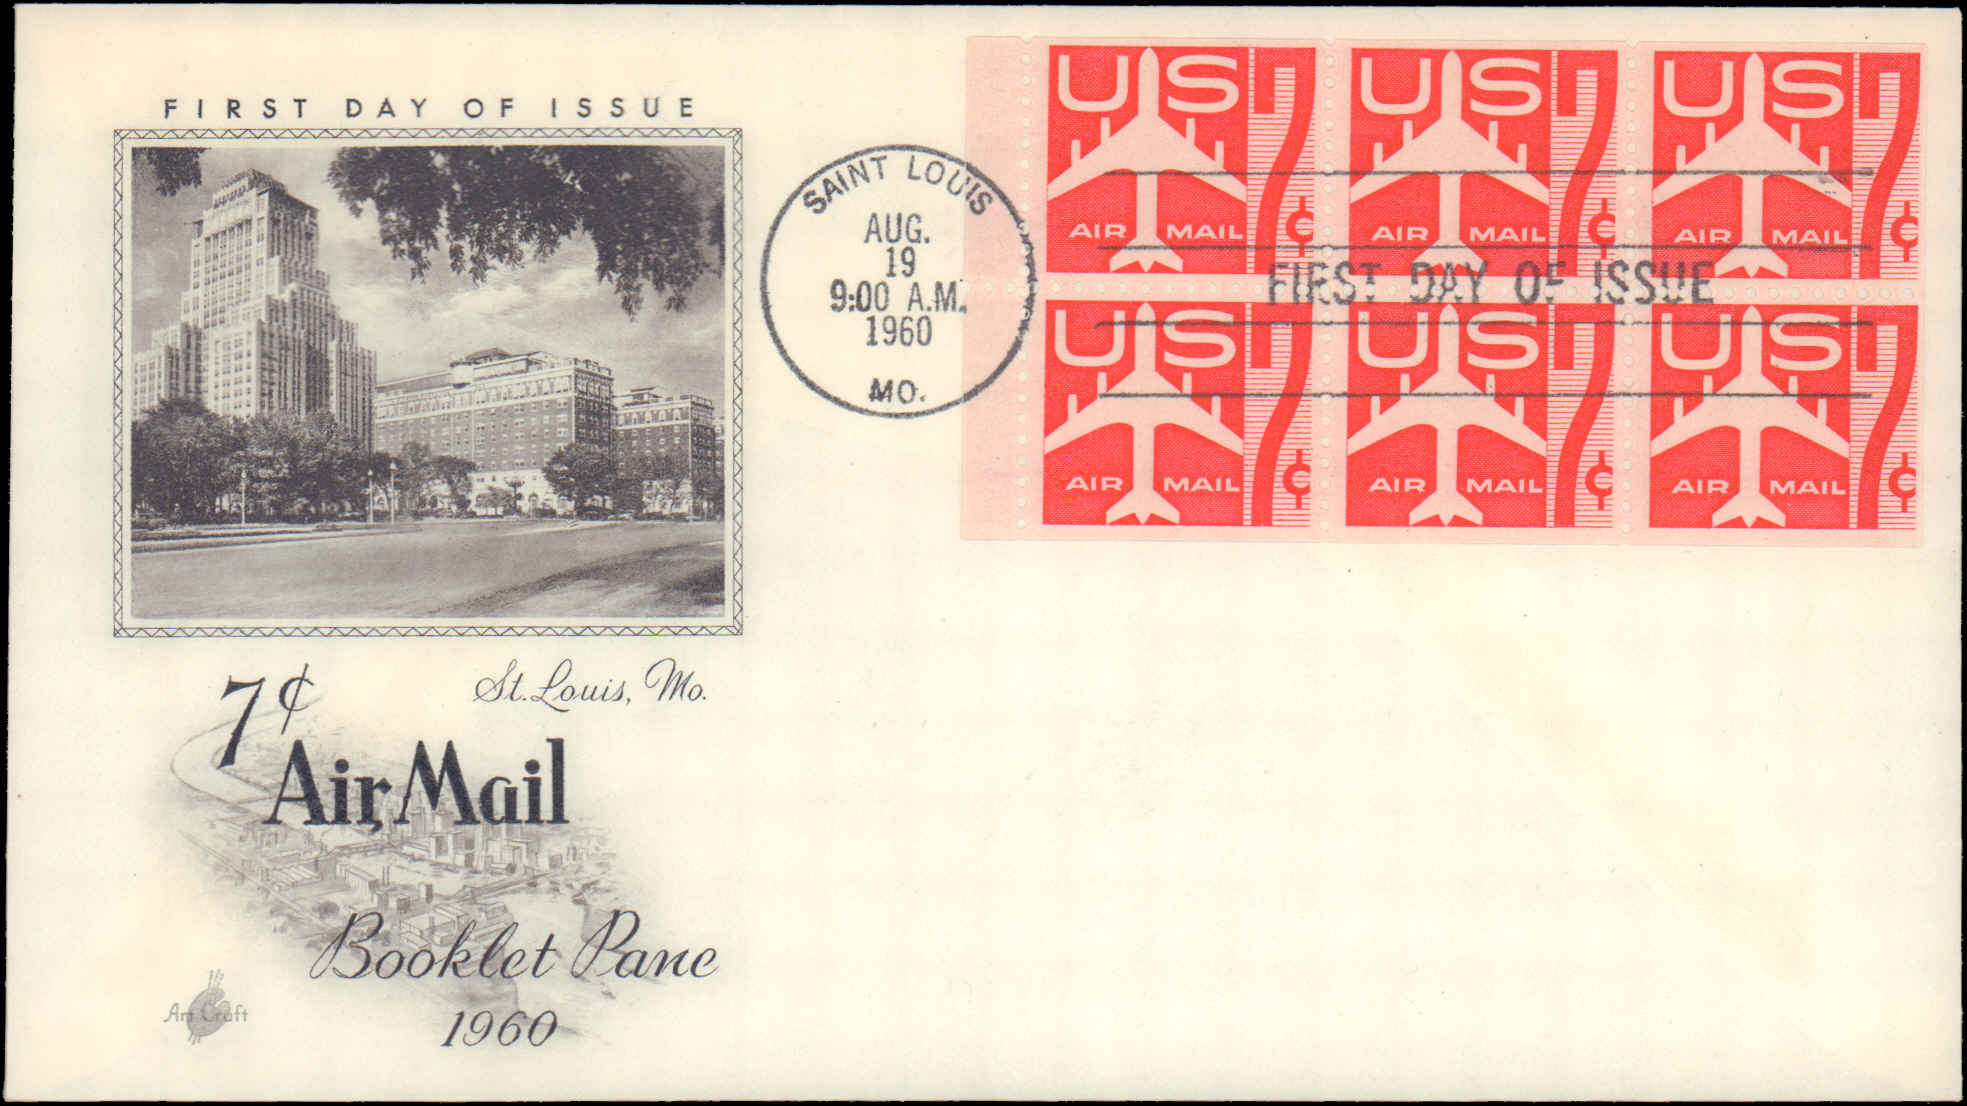 FIRST DAY OF ISSUE
St. Louis, Mo.
7¢
Air Mail
Booklet Pane
1960
Art Craft
SAINT LOUIS
AUG.
19
9:00 A.M.
1960
MO.
US 7¢
AIR MAIL
US 7¢
AIR MAIL
US 7¢
AIR MAIL
FIRST DAY OF ISSUE
US 7¢
AIR MAIL
US 7¢
AIR MAIL
US 7¢
AIR MAIL